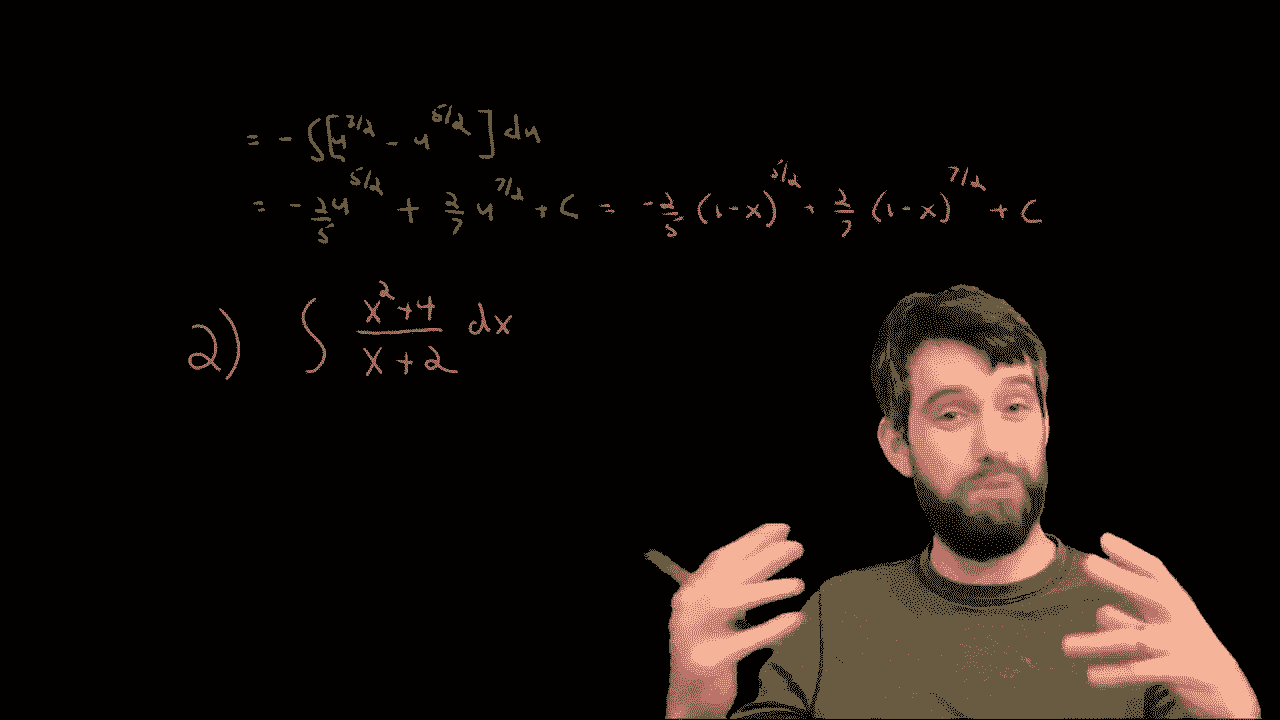 = - ∫[u^3/2 - u^5/2] du
= -2/5 u^5/2 + 2/7 u^7/2 + C = -2/5 (1-x)^5/2 + 2/7 (1-x)^7/2 + C
2) ∫ (x^2+4)/(x+2) dx